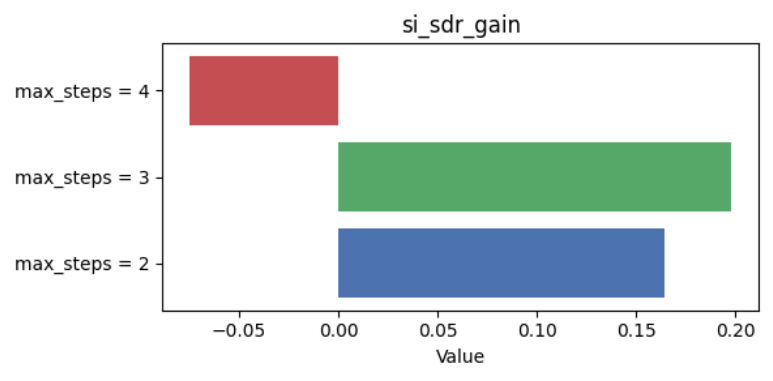 si_sdr_gain
max_steps = 4
max_steps = 3
max_steps = 2
−0.05 0.00 0.05 0.10 0.15 0.20
Value